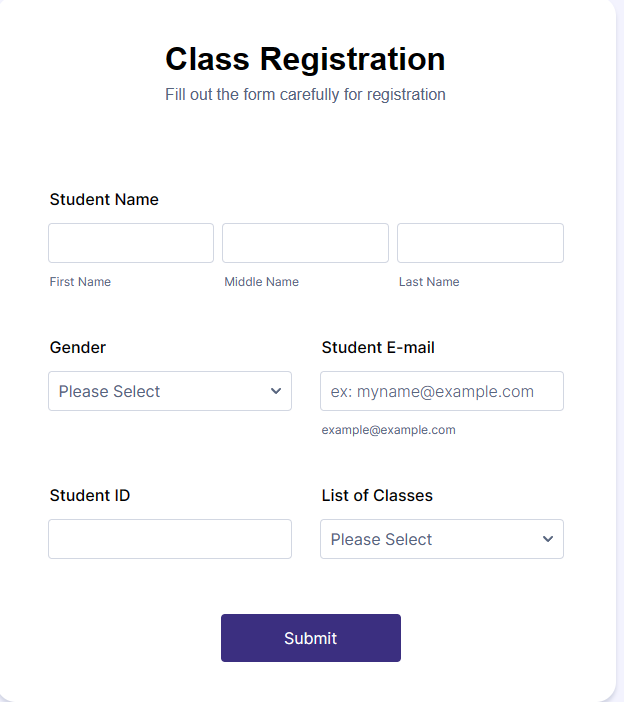 Class Registration
Fill out the form carefully for registration
Student Name
First Name Middle Name Last Name
Gender Student E-mail
Please Select ex: myname@example.com
example@example.com
Student ID List of Classes
Please Select
Submit